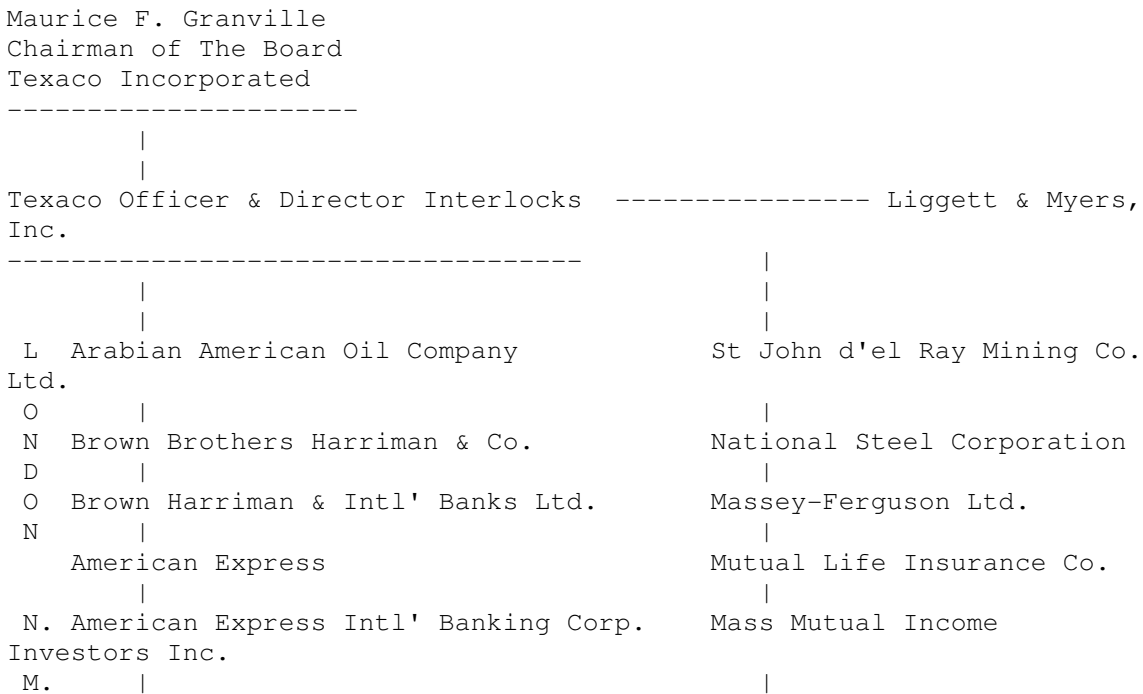 Maurice F. Granville
Chairman of The Board
Texaco Incorporated
----------------------
|
|
Texaco Officer & Director Interlocks ---------------- Liggett & Myers,
Inc.
------------------------------------ |
| |
| |
L Arabian American Oil Company St John d'el Ray Mining Co.
Ltd.
O | |
N Brown Brothers Harriman & Co. National Steel Corporation
D | |
O Brown Harriman & Intl' Banks Ltd. Massey-Ferguson Ltd.
N | |
American Express Mutual Life Insurance Co.
| |
N. American Express Intl' Banking Corp. Mass Mutual Income
Investors Inc.
M. | |